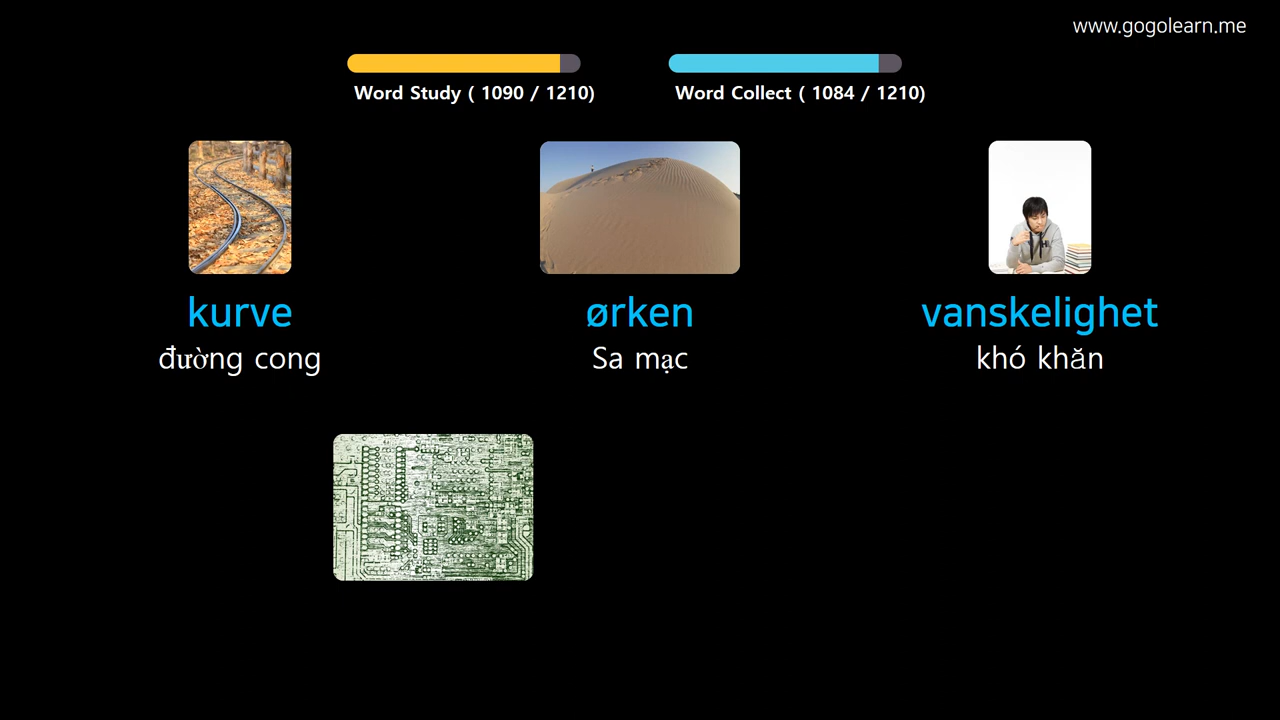 www.gogolearn.me
Word Study ( 1090 / 1210)
Word Collect ( 1084 / 1210)
kurve
ørken
vanskelighet
đường cong
Sa mạc
khó khăn